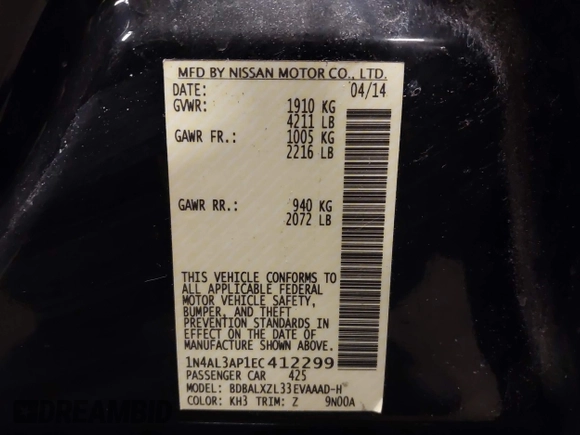 MFD BY NISSAN MOTOR CO., LTD.
DATE: 04/14
GVWR: 1910 KG
4211 LB
GAWR FR.: 1005 KG
2216 LB
GAWR RR.: 940 KG
2072 LB
THIS VEHICLE CONFORMS TO
ALL APPLICABLE FEDERAL
MOTOR VEHICLE SAFETY,
BUMPER, AND THEFT
PREVENTION STANDARDS IN
EFFECT ON THE DATE OF
MANUFACTURE SHOWN ABOVE.
1N4AL3AP1EC412299
PASSENGER CAR 425
MODEL: BDBALXZL33EVAAAD-H
COLOR: KH3 TRIM: Z 9N00A
DREAMBID